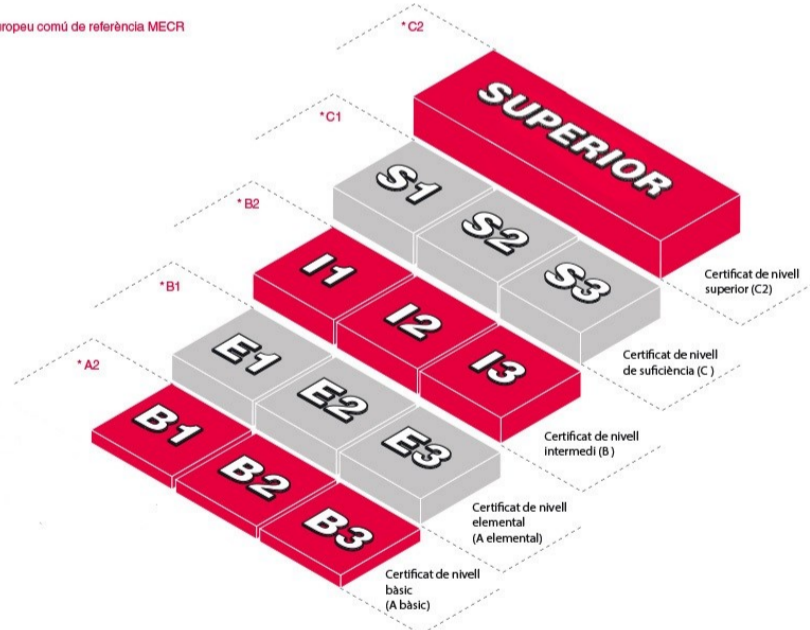 europeu comú de referència MECR
*C2
SUPERIOR
Certificat de nivell
superior (C2)
*C1
S1
S2
S3
Certificat de nivell
de suficiència (C )
*B2
I1
I2
I3
Certificat de nivell
intermedi (B )
*B1
E1
E2
E3
Certificat de nivell
elemental
(A elemental)
*A2
B1
B2
B3
Certificat de nivell
bàsic
(A bàsic)